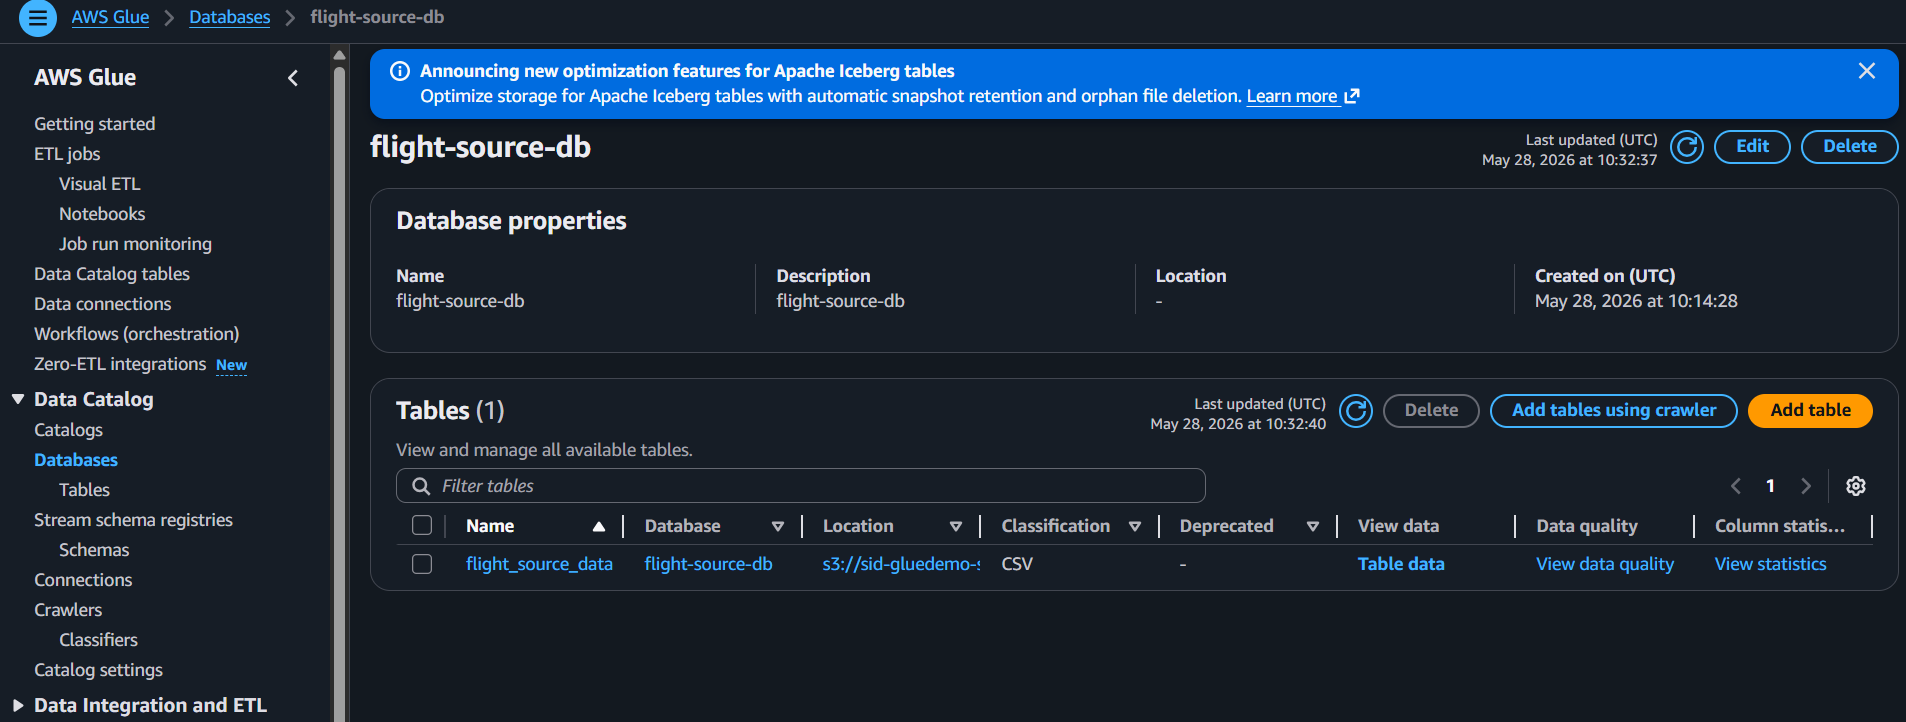 AWS Glue > Databases > flight-source-db
AWS Glue
Getting started
ETL jobs
Visual ETL
Notebooks
Job run monitoring
Data Catalog tables
Data connections
Workflows (orchestration)
Zero-ETL integrations New
Data Catalog
Catalogs
Databases
Tables
Stream schema registries
Schemas
Connections
Crawlers
Classifiers
Catalog settings
Data Integration and ETL
Announcing new optimization features for Apache Iceberg tables
Optimize storage for Apache Iceberg tables with automatic snapshot retention and orphan file deletion. Learn more
flight-source-db
Last updated (UTC)
May 28, 2026 at 10:32:37
Edit
Delete
Database properties
Name
flight-source-db
Description
flight-source-db
Location
-
Created on (UTC)
May 28, 2026 at 10:14:28
Tables (1)
Last updated (UTC)
May 28, 2026 at 10:32:40
Delete
Add tables using crawler
Add table
View and manage all available tables.
Filter tables
1
Name Database Location Classification Deprecated View data Data quality Column statis...
flight_source_data flight-source-db s3://sid-gluedemo-s CSV - Table data View data quality View statistics